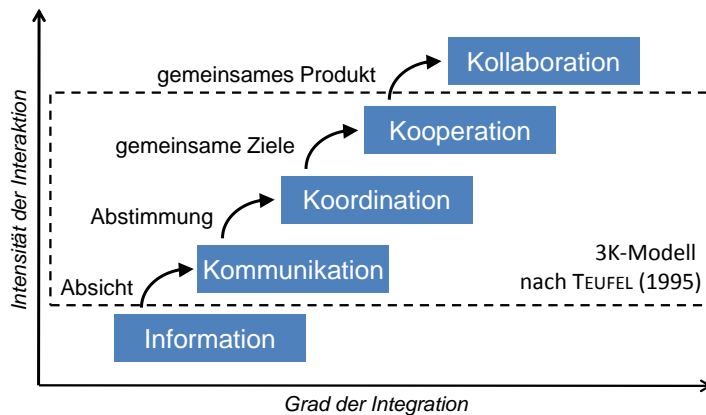 Kollaboration
gemeinsames Produkt
Kooperation
gemeinsame Ziele
Koordination
Abstimmung
Kommunikation
Absicht
Information
3K-Modell
nach TEUFEL (1995)
Intensität der Interaktion
Grad der Integration